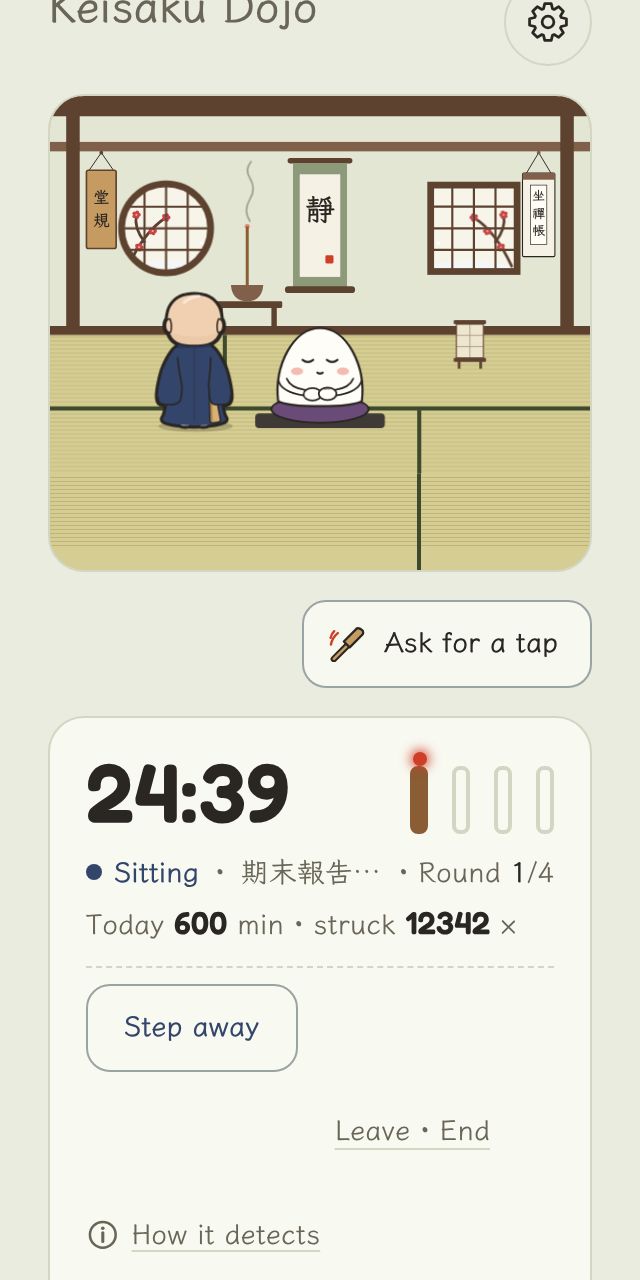 Keisaku Dojo
堂規
靜
坐禪帳
Ask for a tap
24:39
Sitting • 期末報告… • Round 1/4
Today 600 min • struck 12342 ×
Step away
Leave • End
How it detects